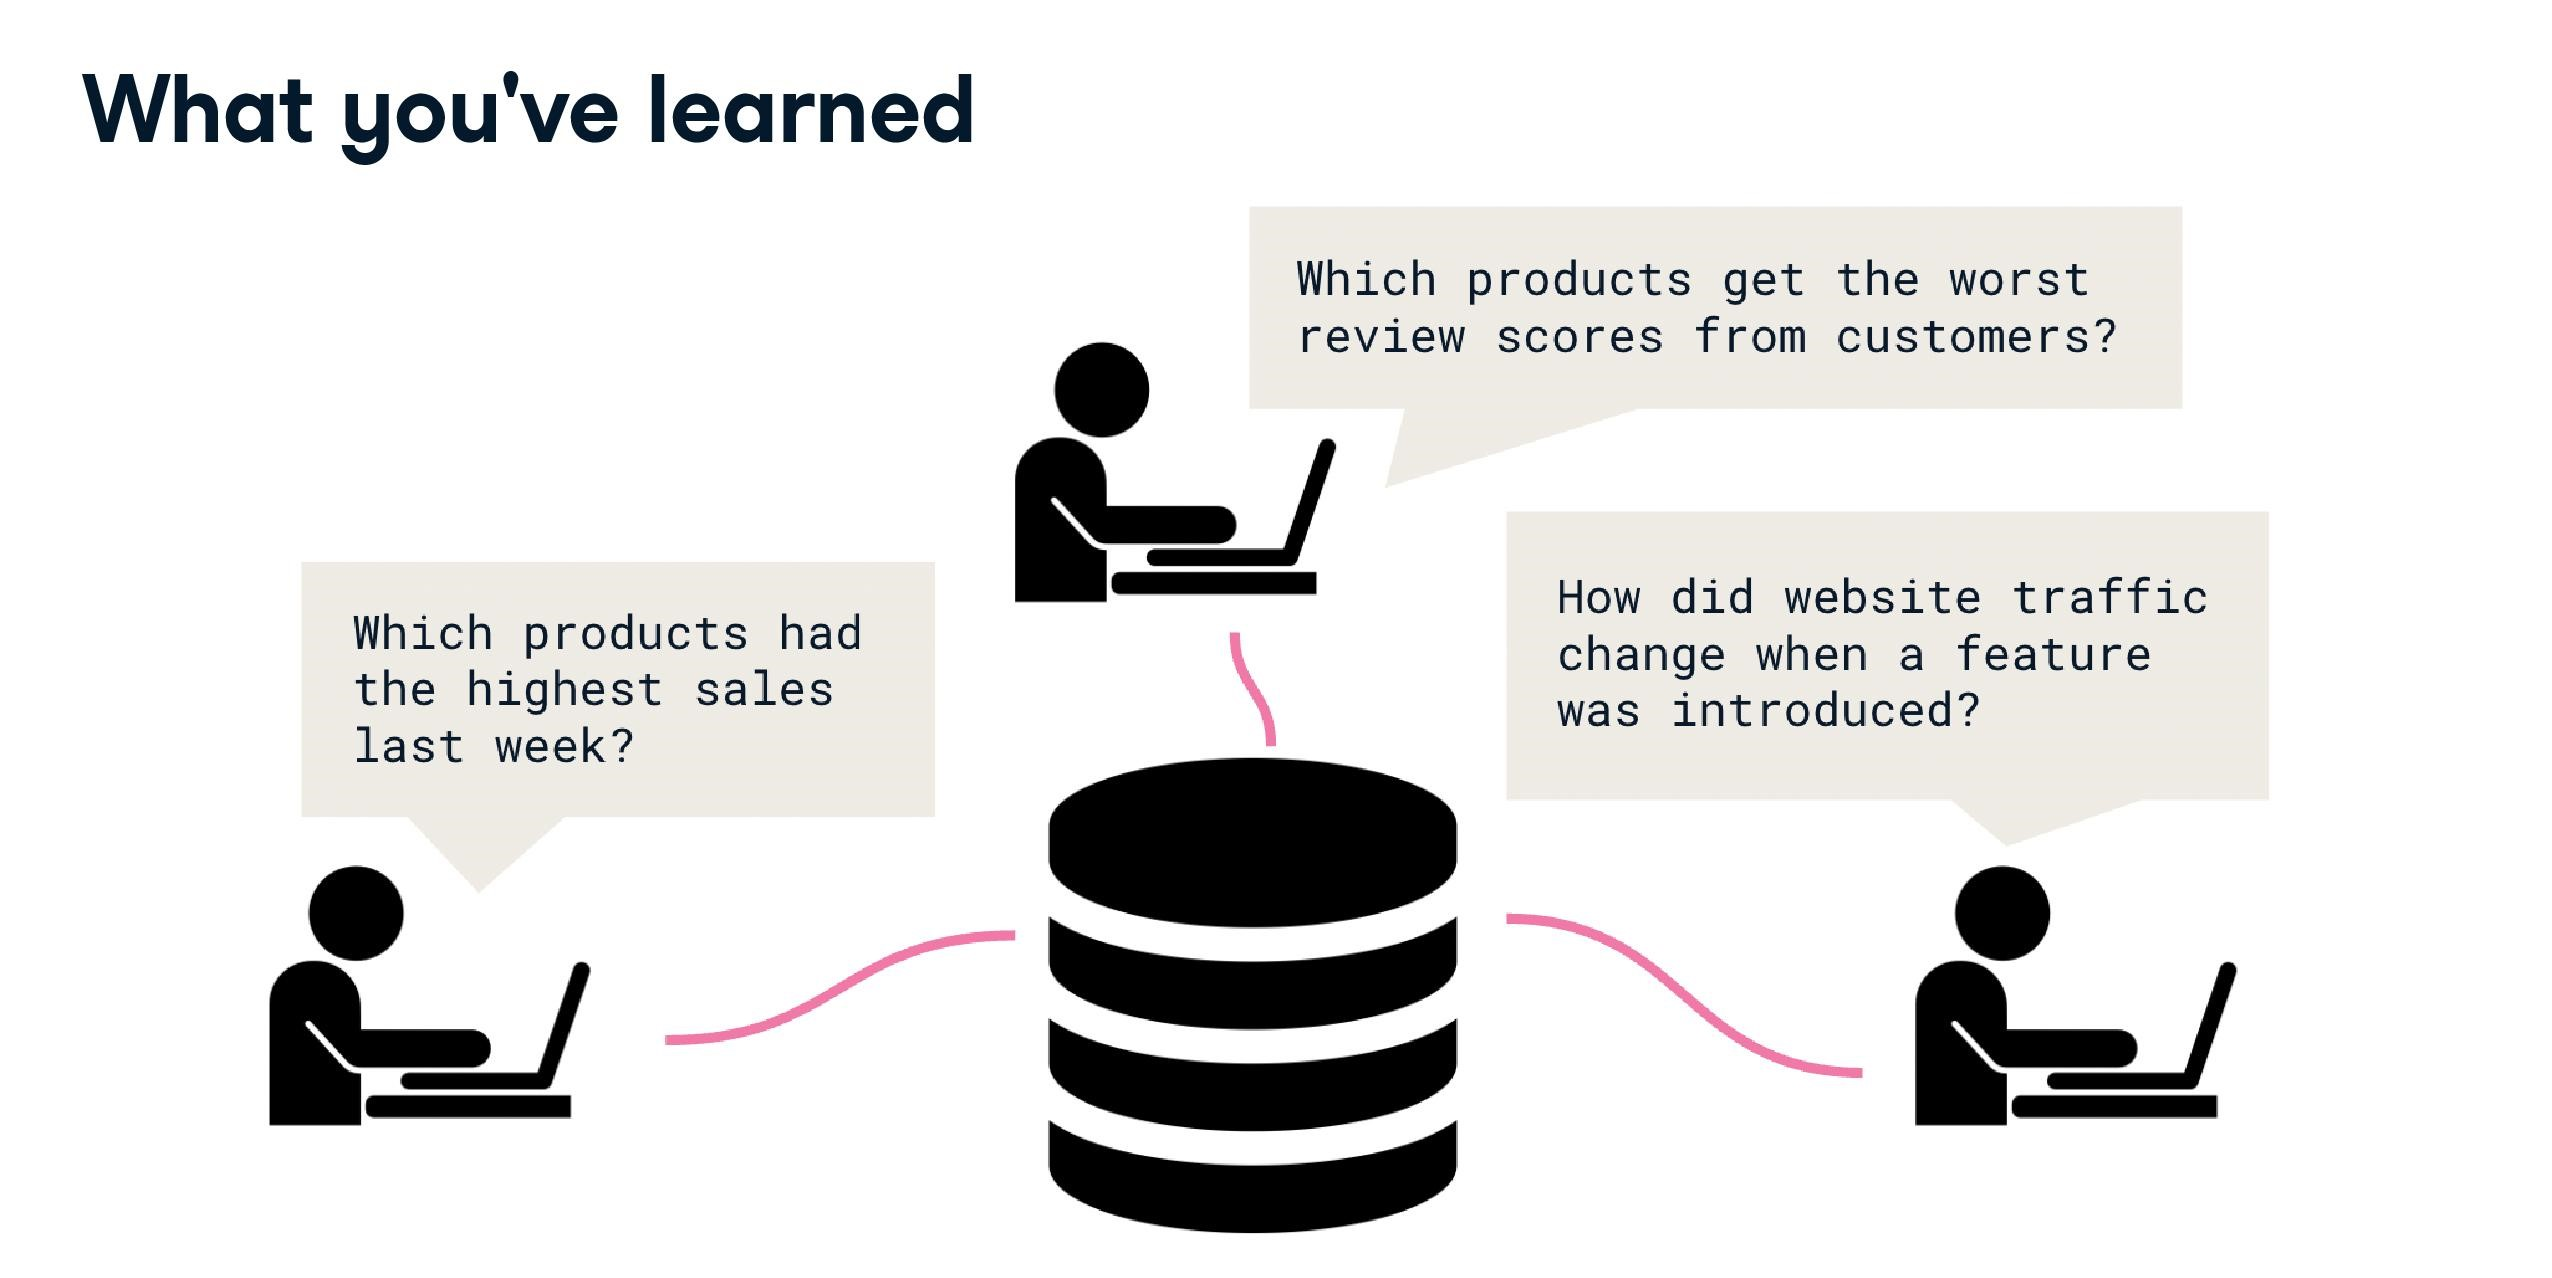 What you've learned
Which products get the worst
review scores from customers?
Which products had
the highest sales
last week?
How did website traffic
change when a feature
was introduced?